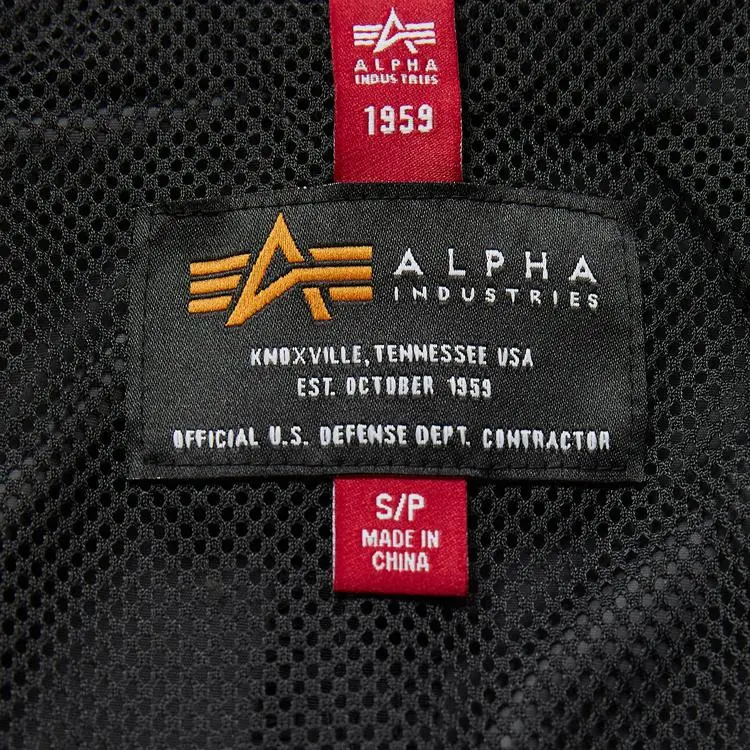 ALPHA
INDUSTRIES
1959
ALPHA
INDUSTRIES
KNOXVILLE, TENNESSEE USA
EST. OCTOBER 1959
OFFICIAL U.S. DEFENSE DEPT. CONTRACTOR
S/P
MADE IN
CHINA